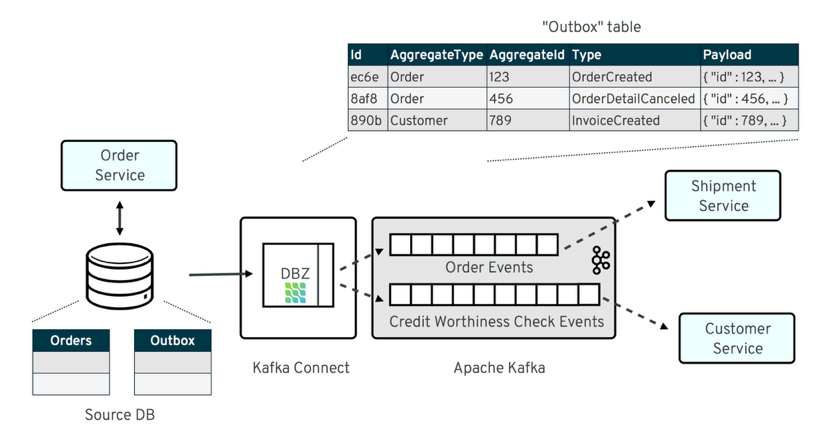 "Outbox" table
Id AggregateType AggregateId Type Payload
ec6e Order 123 OrderCreated { "id" : 123, ... }
8af8 Order 456 OrderDetailCanceled { "id" : 456, ... }
890b Customer 789 InvoiceCreated { "id" : 789, ... }
Order
Service
Shipment
Service
DBZ
Order Events
Credit Worthiness Check Events
Customer
Service
Orders Outbox
Kafka Connect
Apache Kafka
Source DB